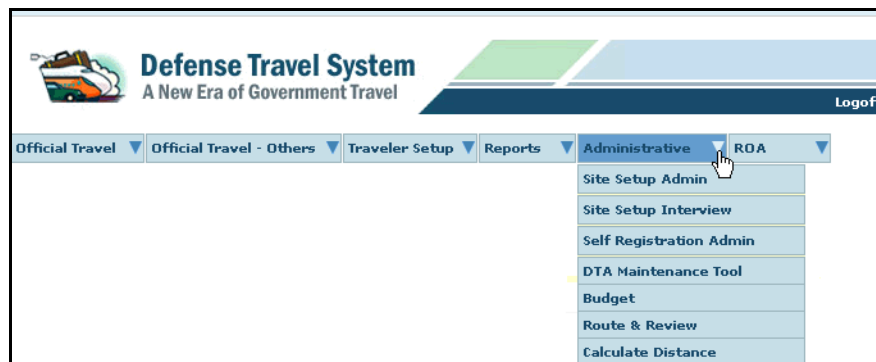 Defense Travel System
A New Era of Government Travel
Logof
Official Travel Official Travel - Others Traveler Setup Reports Administrative ROA
Site Setup Admin
Site Setup Interview
Self Registration Admin
DTA Maintenance Tool
Budget
Route & Review
Calculate Distance